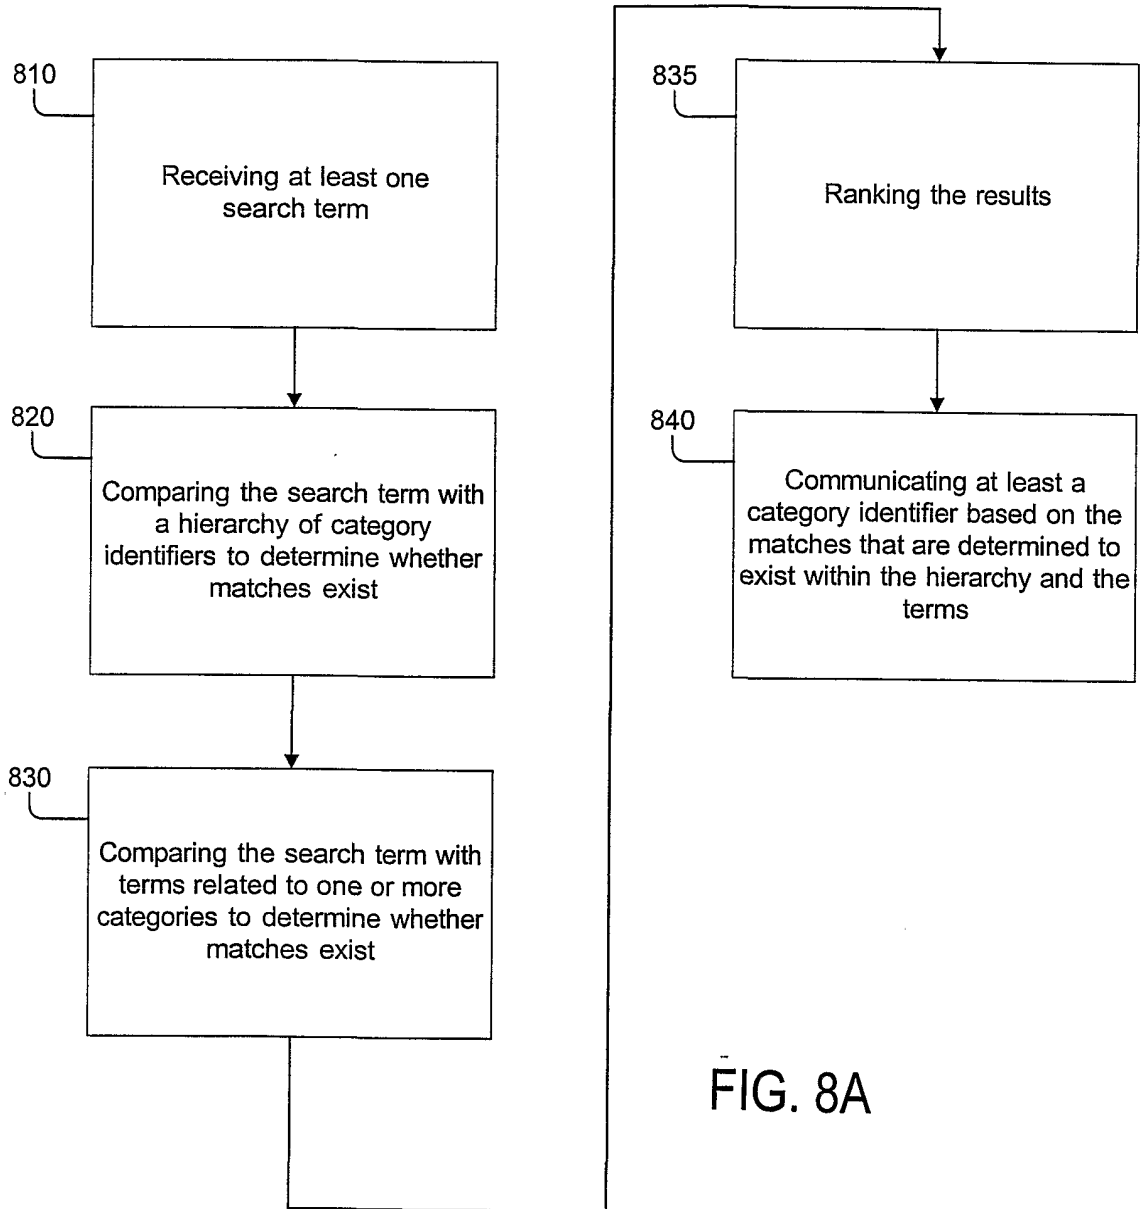 810
Receiving at least one
search term
820
Comparing the search term with
a hierarchy of category
identifiers to determine whether
matches exist
830
Comparing the search term with
terms related to one or more
categories to determine whether
matches exist
835
Ranking the results
840
Communicating at least a
category identifier based on the
matches that are determined to
exist within the hierarchy and the
terms
FIG. 8A